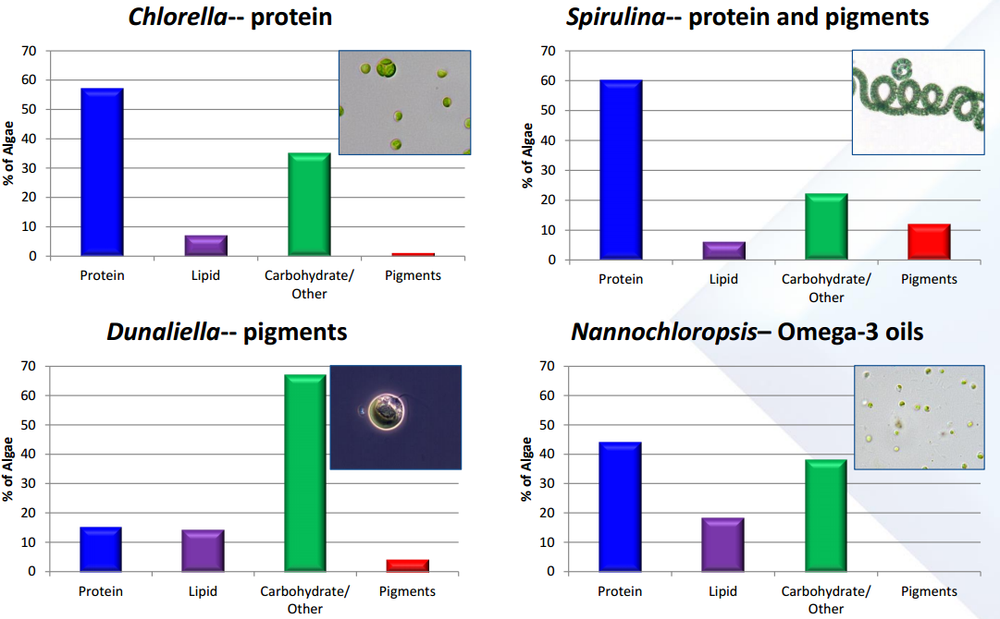 Chlorella-- protein
70
60
50
40
30
20
10
0
% of Algae
Protein
Lipid
Carbohydrate/
Other
Pigments
Spirulina-- protein and pigments
70
60
50
40
30
20
10
0
% of Algae
Protein
Lipid
Carbohydrate/
Other
Pigments
Dunaliella-- pigments
70
60
50
40
30
20
10
0
% of Algae
Protein
Lipid
Carbohydrate/
Other
Pigments
Nannochloropsis– Omega-3 oils
70
60
50
40
30
20
10
0
% of Algae
Protein
Lipid
Carbohydrate/
Other
Pigments